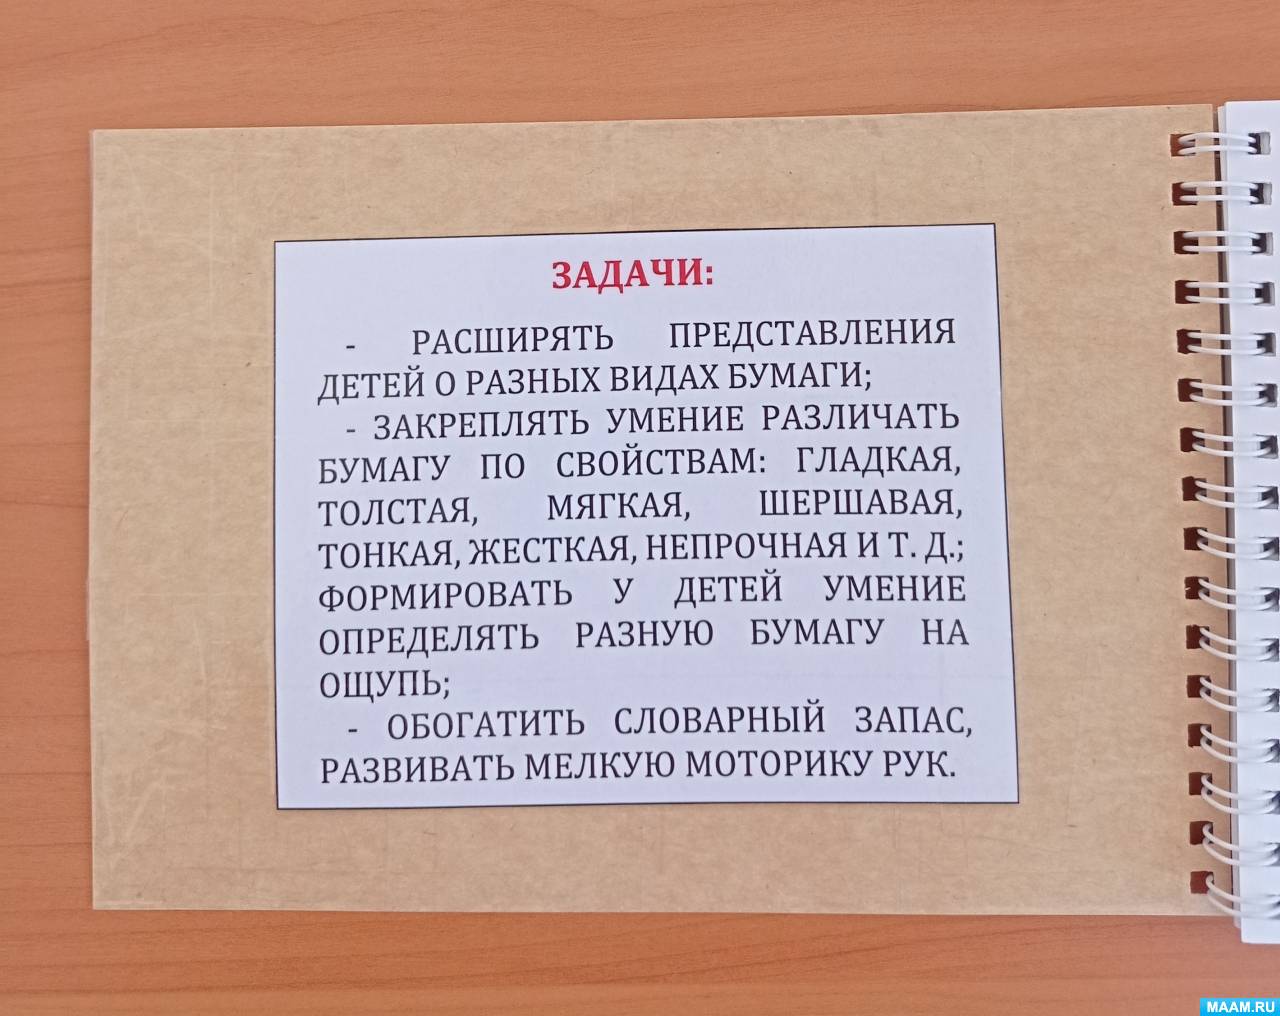 ЗАДАЧИ:
- РАСШИРЯТЬ ПРЕДСТАВЛЕНИЯ
ДЕТЕЙ О РАЗНЫХ ВИДАХ БУМАГИ;
- ЗАКРЕПЛЯТЬ УМЕНИЕ РАЗЛИЧАТЬ
БУМАГУ ПО СВОЙСТВАМ: ГЛАДКАЯ,
ТОЛСТАЯ, МЯГКАЯ, ШЕРШАВАЯ,
ТОНКАЯ, ЖЕСТКАЯ, НЕПРОЧНАЯ И Т. Д.;
ФОРМИРОВАТЬ У ДЕТЕЙ УМЕНИЕ
ОПРЕДЕЛЯТЬ РАЗНУЮ БУМАГУ НА
ОЩУПЬ;
- ОБОГАТИТЬ СЛОВАРНЫЙ ЗАПАС,
РАЗВИВАТЬ МЕЛКУЮ МОТОРИКУ РУК.
MAAM.RU